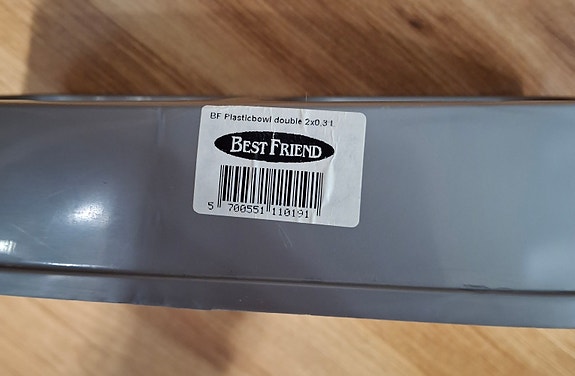 BF Plasticbowl double 2x0,3 l
BEST FRIEND
5 700551 110191